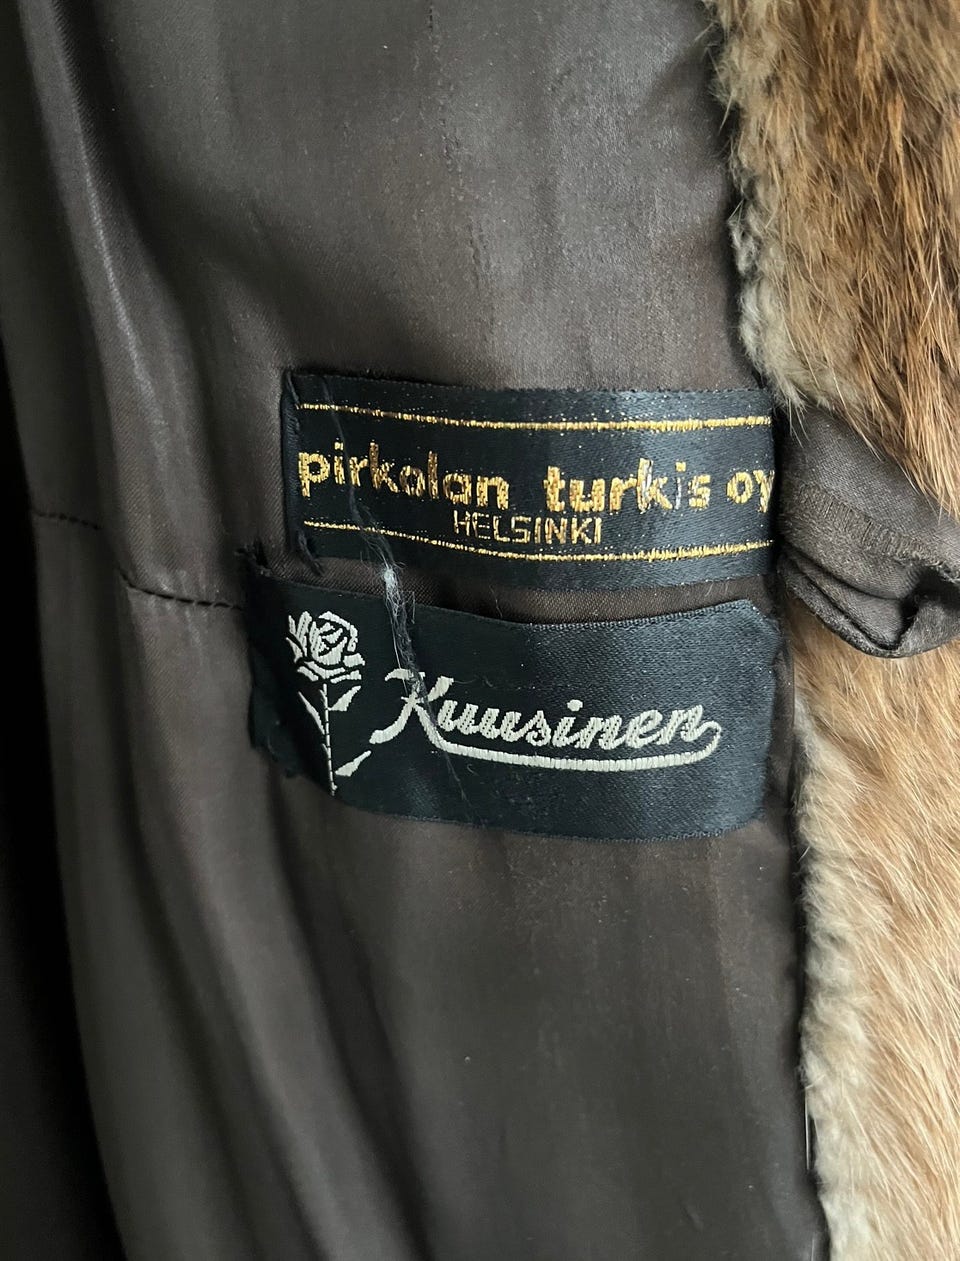 pirkolan turkis oy
HELSINKI
Kuusinen